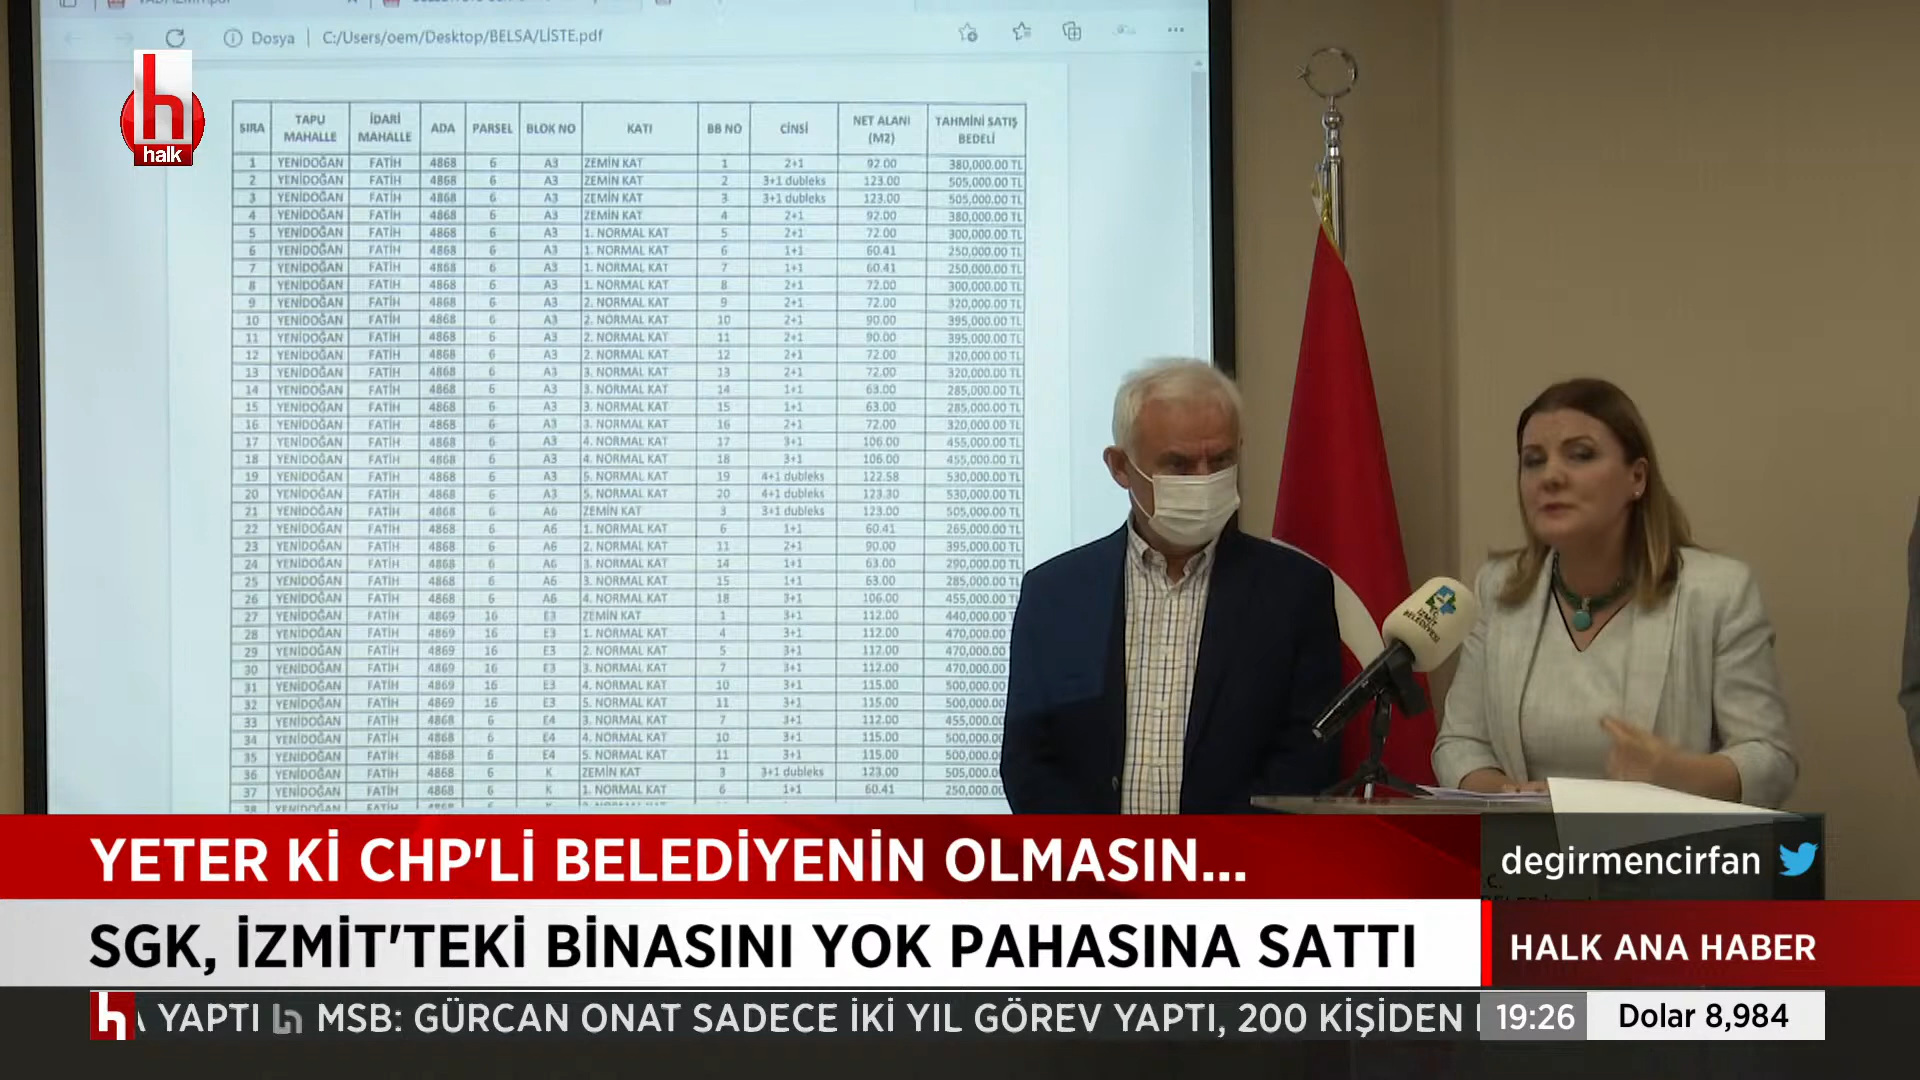 Dosya C:/Users/oem/Desktop/BELSA/LİSTE.pdf
halk
SIRA TAPU MAHALLE İDARİ MAHALLE ADA PARSEL BLOK NO KATI BB NO CİNSİ NET ALANI (M2) TAHMİNİ SATIŞ BEDELİ
1 YENİDOĞAN FATİH 4868 6 A3 ZEMİN KAT 1 2+1 92.00 380,000.00 TL
2 YENİDOĞAN FATİH 4868 6 A3 ZEMİN KAT 2 3+1 dubleks 123.00 505,000.00 TL
3 YENİDOĞAN FATİH 4868 6 A3 ZEMİN KAT 3 3+1 dubleks 123.00 505,000.00 TL
4 YENİDOĞAN FATİH 4868 6 A3 ZEMİN KAT 4 2+1 92.00 380,000.00 TL
5 YENİDOĞAN FATİH 4868 6 A3 1. NORMAL KAT 5 2+1 72.00 300,000.00 TL
6 YENİDOĞAN FATİH 4868 6 A3 1. NORMAL KAT 6 1+1 60.41 250,000.00 TL
7 YENİDOĞAN FATİH 4868 6 A3 1. NORMAL KAT 7 1+1 60.41 250,000.00 TL
8 YENİDOĞAN FATİH 4868 6 A3 1. NORMAL KAT 8 2+1 72.00 300,000.00 TL
9 YENİDOĞAN FATİH 4868 6 A3 2. NORMAL KAT 9 2+1 72.00 320,000.00 TL
10 YENİDOĞAN FATİH 4868 6 A3 2. NORMAL KAT 10 2+1 90.00 395,000.00 TL
11 YENİDOĞAN FATİH 4868 6 A3 2. NORMAL KAT 11 2+1 90.00 395,000.00 TL
12 YENİDOĞAN FATİH 4868 6 A3 2. NORMAL KAT 12 2+1 72.00 320,000.00 TL
13 YENİDOĞAN FATİH 4868 6 A3 3. NORMAL KAT 13 2+1 72.00 320,000.00 TL
14 YENİDOĞAN FATİH 4868 6 A3 3. NORMAL KAT 14 1+1 63.00 285,000.00 TL
15 YENİDOĞAN FATİH 4868 6 A3 3. NORMAL KAT 15 1+1 63.00 285,000.00 TL
16 YENİDOĞAN FATİH 4868 6 A3 3. NORMAL KAT 16 2+1 72.00 320,000.00 TL
17 YENİDOĞAN FATİH 4868 6 A3 4. NORMAL KAT 17 3+1 106.00 455,000.00 TL
18 YENİDOĞAN FATİH 4868 6 A3 4. NORMAL KAT 18 3+1 106.00 455,000.00 TL
19 YENİDOĞAN FATİH 4868 6 A3 5. NORMAL KAT 19 4+1 dubleks 122.58 530,000.00 TL
20 YENİDOĞAN FATİH 4868 6 A3 5. NORMAL KAT 20 4+1 dubleks 123.30 530,000.00 TL
21 YENİDOĞAN FATİH 4868 6 A6 ZEMİN KAT 3 3+1 dubleks 123.00 505,000.00 TL
22 YENİDOĞAN FATİH 4868 6 A6 1. NORMAL KAT 6 1+1 60.41 265,000.00 TL
23 YENİDOĞAN FATİH 4868 6 A6 2. NORMAL KAT 11 2+1 90.00 395,000.00 TL
24 YENİDOĞAN FATİH 4868 6 A6 3. NORMAL KAT 14 1+1 63.00 290,000.00 TL
25 YENİDOĞAN FATİH 4868 6 A6 3. NORMAL KAT 15 1+1 63.00 285,000.00 TL
26 YENİDOĞAN FATİH 4868 6 A6 4. NORMAL KAT 18 3+1 106.00 455,000.00 TL
27 YENİDOĞAN FATİH 4869 16 E3 ZEMİN KAT 1 3+1 112.00 440,000.00 TL
28 YENİDOĞAN FATİH 4869 16 E3 1. NORMAL KAT 4 3+1 112.00 470,000.00
29 YENİDOĞAN FATİH 4869 16 E3 2. NORMAL KAT 5 3+1 112.00 470,000.00
30 YENİDOĞAN FATİH 4869 16 E3 3. NORMAL KAT 7 3+1 112.00 470,000.00
31 YENİDOĞAN FATİH 4869 16 E3 4. NORMAL KAT 10 3+1 115.00 500,000.00
32 YENİDOĞAN FATİH 4869 16 E3 5. NORMAL KAT 11 3+1 115.00 500,000.00
33 YENİDOĞAN FATİH 4868 6 E4 3. NORMAL KAT 7 3+1 112.00 455,000.00
34 YENİDOĞAN FATİH 4868 6 E4 4. NORMAL KAT 10 3+1 115.00 500,000.00
35 YENİDOĞAN FATİH 4868 6 E4 5. NORMAL KAT 11 3+1 115.00 500,000.00
36 YENİDOĞAN FATİH 4868 6 K ZEMİN KAT 3 3+1 dubleks 123.00 505,000.00
37 YENİDOĞAN FATİH 4868 6 K 1. NORMAL KAT 6 1+1 60.41 250,000.00
T.C.
İZMİT
BELEDİYESİ
YETER Kİ CHP'Lİ BELEDİYENİN OLMASIN...
degirmencirfan
SGK, İZMİT'TEKİ BİNASINI YOK PAHASINA SATTI
HALK ANA HABER
YAPTI MSB: GÜRCAN ONAT SADECE İKİ YIL GÖREV YAPTI, 200 KİŞİDEN
19:26 Dolar 8,984